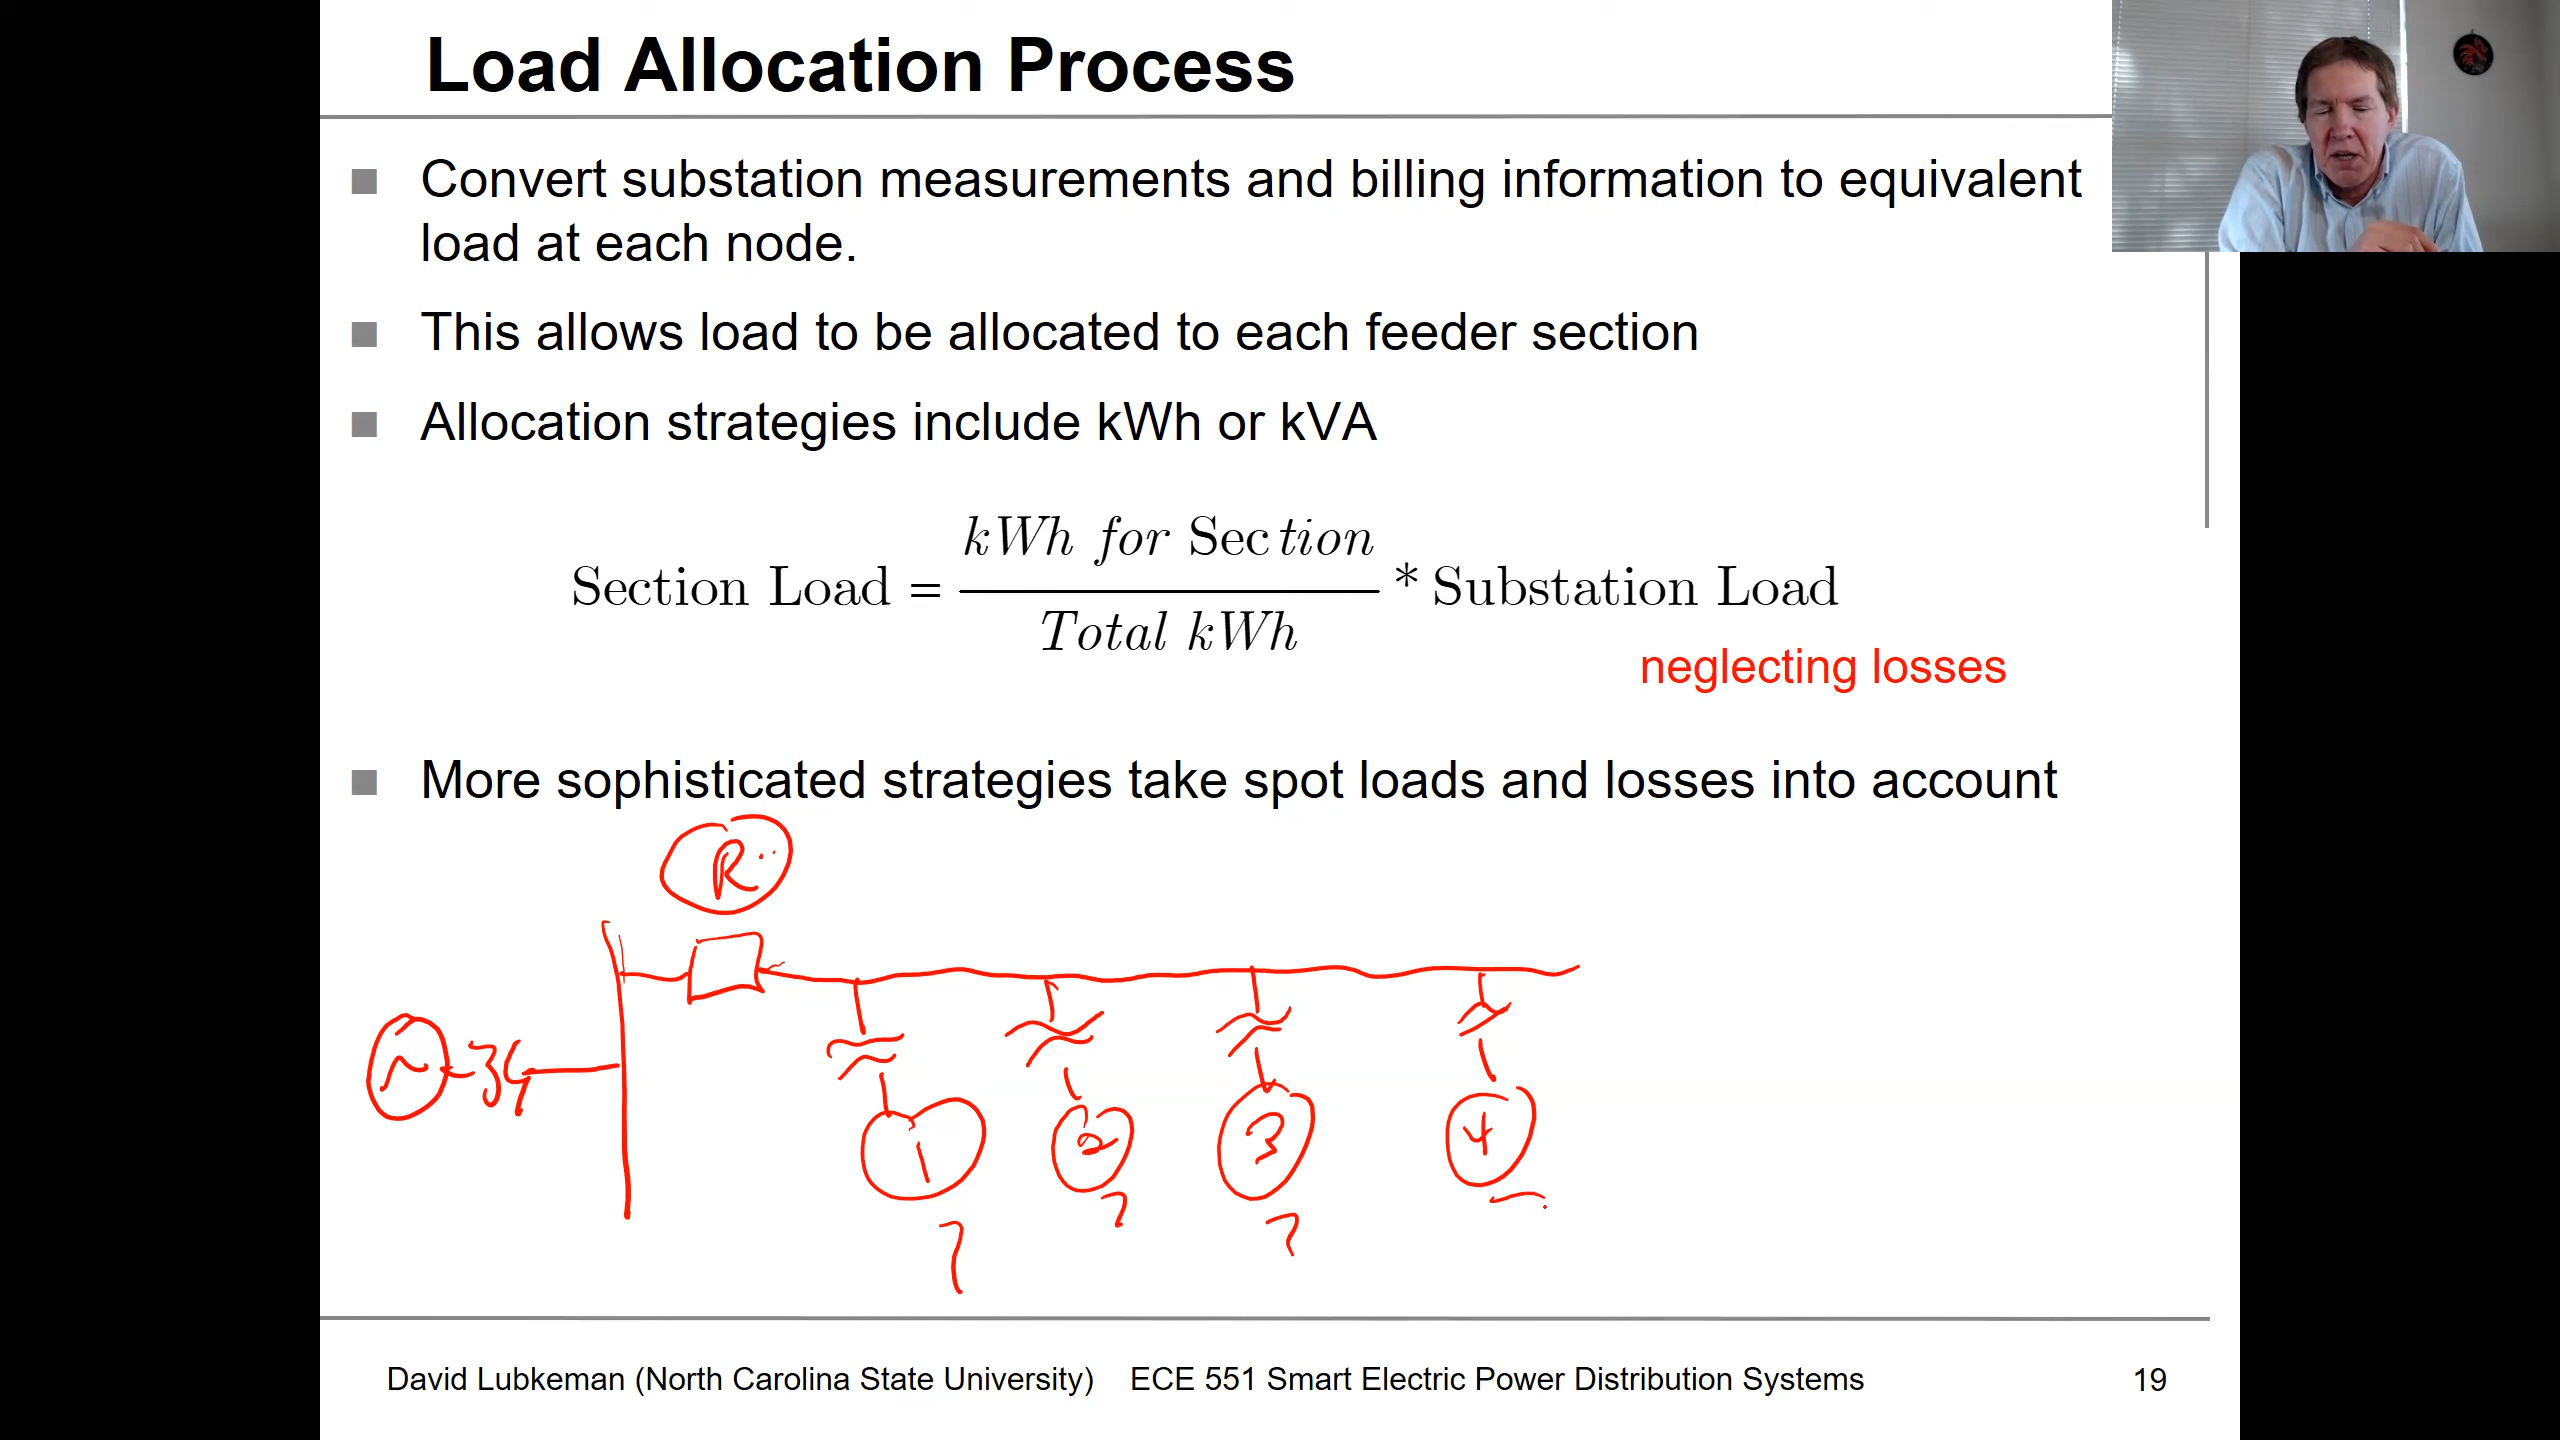 Load Allocation Process
Convert substation measurements and billing information to equivalent
load at each node.
This allows load to be allocated to each feeder section
Allocation strategies include kWh or kVA
Section Load = kWh for Section / Total kWh * Substation Load
neglecting losses
More sophisticated strategies take spot loads and losses into account
R
1 2 3 4
? ? ?
David Lubkeman (North Carolina State University) ECE 551 Smart Electric Power Distribution Systems 19